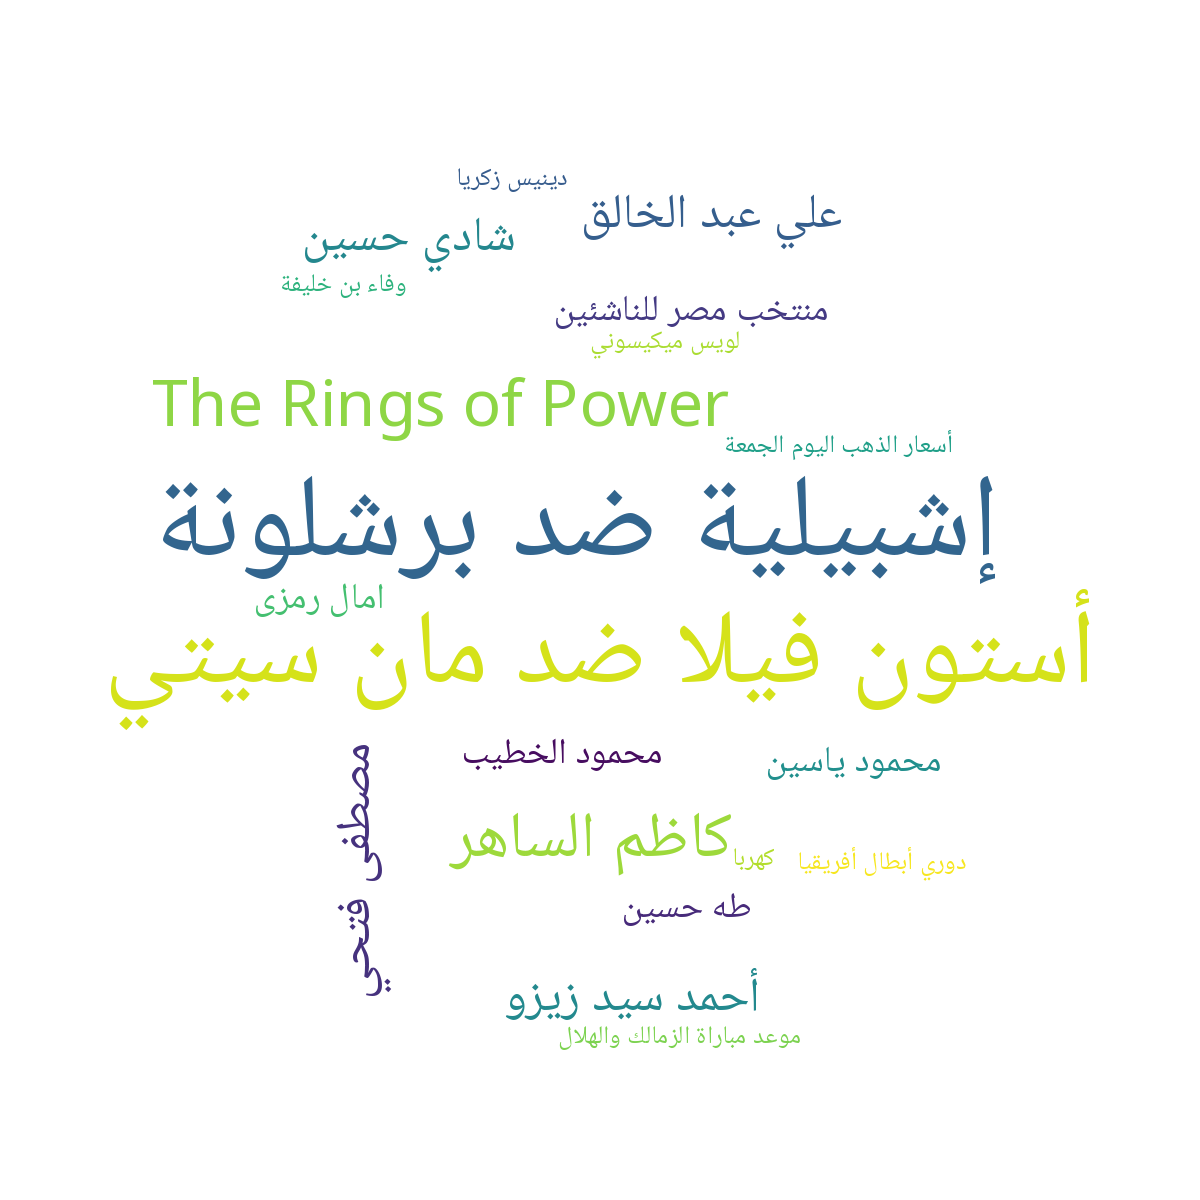 دينيس زكريا
علي عبد الخالق
شادي حسين
وفاء بن خليفة
منتخب مصر للناشئين
لويس ميكيسوني
The Rings of Power
أسعار الذهب اليوم الجمعة
إشبيلية ضد برشلونة
امال رمزى
أستون فيلا ضد مان سيتي
مصطفى فتحي
محمود الخطيب
محمود ياسين
كاظم الساهر
كهربا
دوري أبطال أفريقيا
طه حسين
أحمد سيد زيزو
موعد مباراة الزمالك والهلال